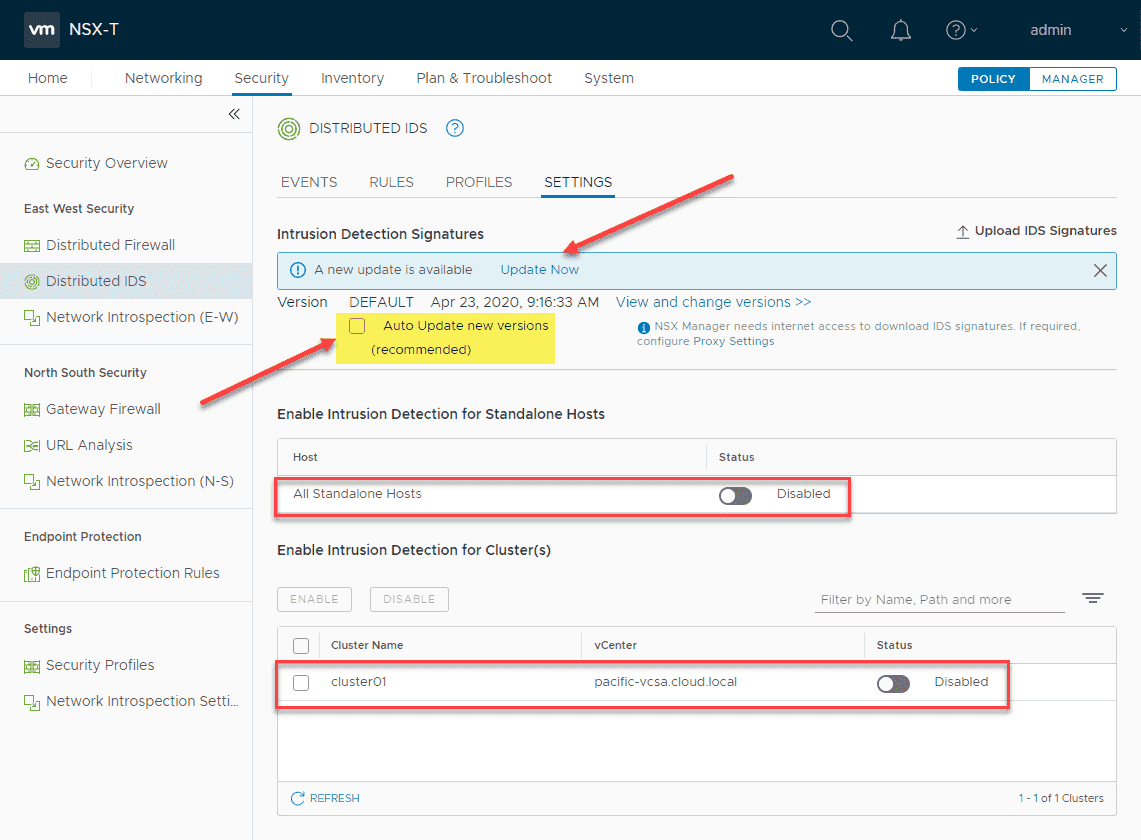 vm NSX-T
admin
Home Networking Security Inventory Plan & Troubleshoot System
POLICY MANAGER
Security Overview
East West Security
Distributed Firewall
Distributed IDS
Network Introspection (E-W)
North South Security
Gateway Firewall
URL Analysis
Network Introspection (N-S)
Endpoint Protection
Endpoint Protection Rules
Settings
Security Profiles
Network Introspection Setti...
DISTRIBUTED IDS
EVENTS RULES PROFILES SETTINGS
Intrusion Detection Signatures
Upload IDS Signatures
A new update is available Update Now
Version DEFAULT Apr 23, 2020, 9:16:33 AM View and change versions >>
Auto Update new versions
(recommended)
NSX Manager needs internet access to download IDS signatures. If required,
configure Proxy Settings
Enable Intrusion Detection for Standalone Hosts
Host Status
All Standalone Hosts Disabled
Enable Intrusion Detection for Cluster(s)
ENABLE DISABLE Filter by Name, Path and more
Cluster Name vCenter Status
cluster01 pacific-vcsa.cloud.local Disabled
REFRESH 1 - 1 of 1 Clusters